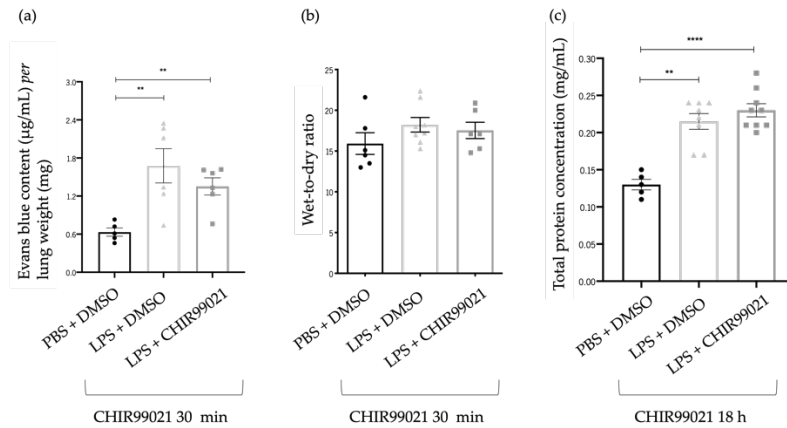 (a)
Evans blue content (μg/mL) per
lung weight (mg)
3.0
2.4
1.8
1.2
0.6
0.0
**
**
PBS + DMSO
LPS + DMSO
LPS + CHIR99021
CHIR99021 30 min
(b)
Wet-to-dry ratio
25
20
15
10
5
0
PBS + DMSO
LPS + DMSO
LPS + CHIR99021
CHIR99021 30 min
(c)
Total protein concentration (mg/mL)
0.30
0.25
0.20
0.15
0.10
0.05
0.00
****
**
PBS + DMSO
LPS + DMSO
LPS + CHIR99021
CHIR99021 18 h